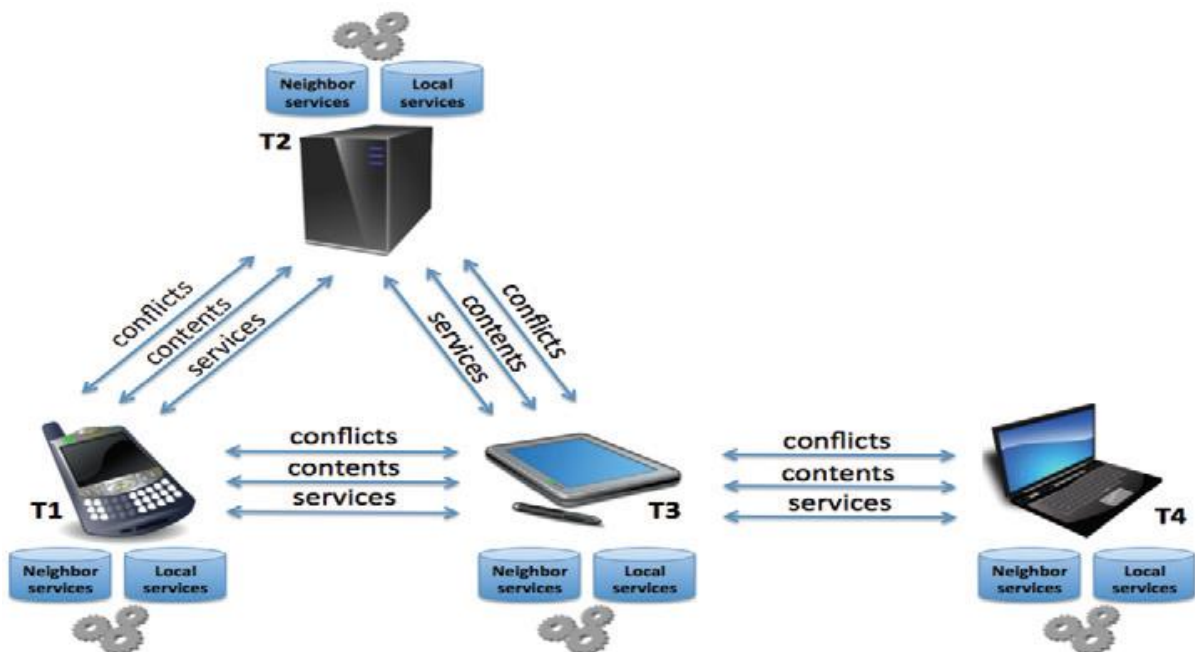 Neighbor services
Local services
T2
conflicts
contents
services
services
contents
conflicts
conflicts
contents
services
conflicts
contents
services
T1
T3
T4
Neighbor services
Local services
Neighbor services
Local services
Neighbor services
Local services